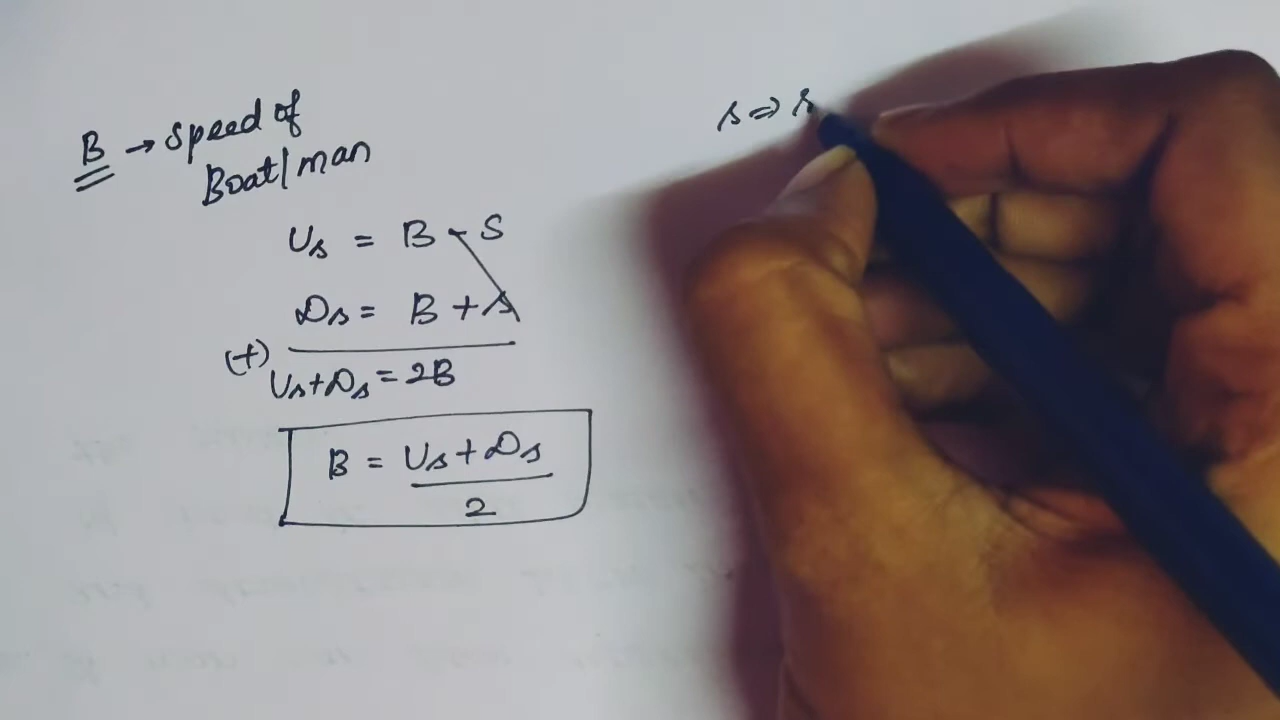 B → Speed of
Boat/man
Us = B - S
Ds = B + s
(+)
Us+Ds = 2B
B = Us + Ds
2
s ⇒ s